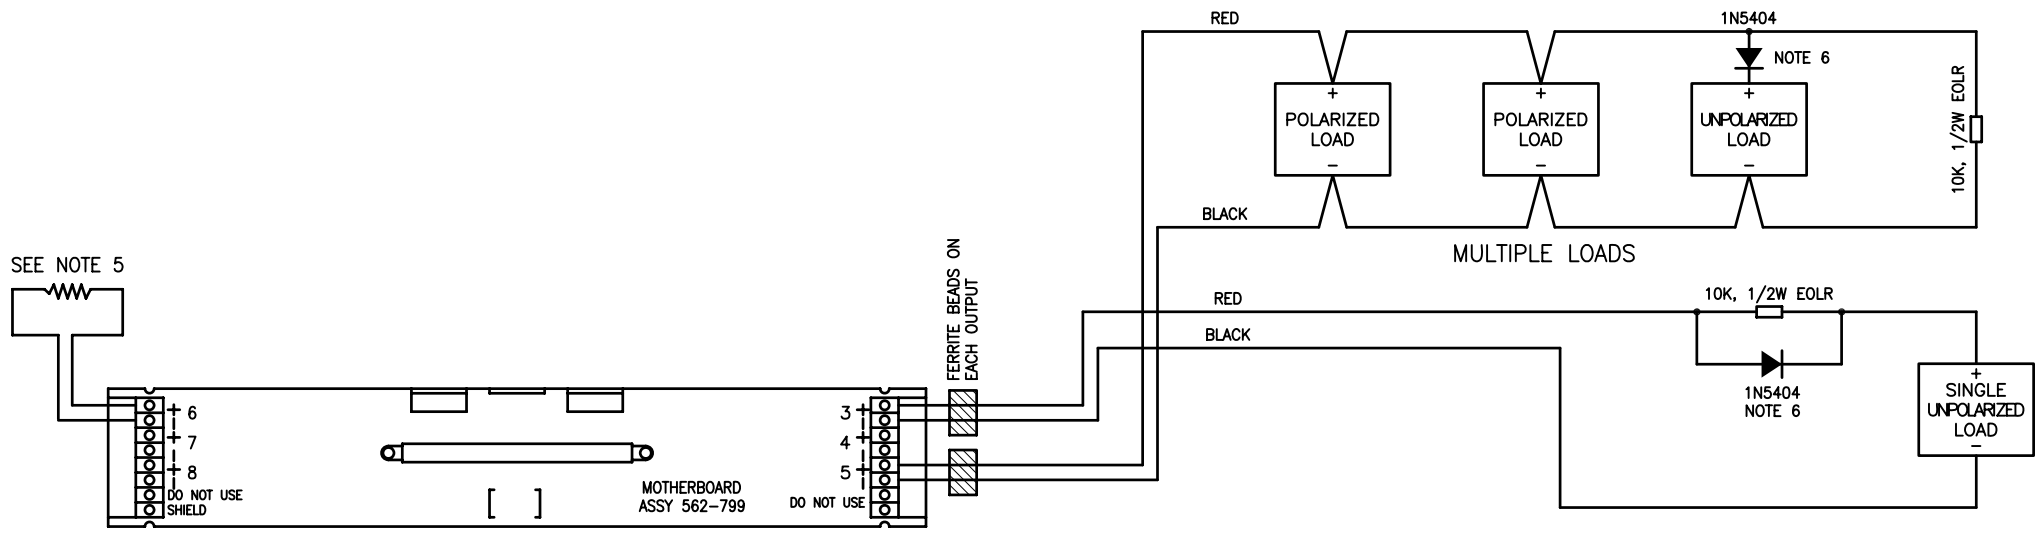 RED
1N5404
NOTE 6
+
+
+
POLARIZED
LOAD
POLARIZED
LOAD
UNPOLARIZED
LOAD
10K, 1/2W EOLR
-
-
-
BLACK
MULTIPLE LOADS
SEE NOTE 5
FERRITE BEADS ON
EACH OUTPUT
RED
10K, 1/2W EOLR
BLACK
1N5404
NOTE 6
+
SINGLE
UNPOLARIZED
LOAD
-
+ 6
-
+ 7
-
+ 8
-
DO NOT USE
SHIELD
MOTHERBOARD
ASSY 562-799
3 +
-
4 +
-
5 +
-
DO NOT USE